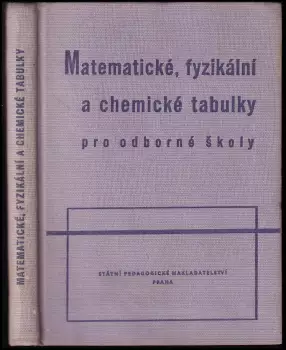 MATEMATICKÉ, FYZIKÁLNÍ A CHEMICKÉ TABULKY
Matematické, fyzikální
a chemické tabulky
pro odborné školy
STÁTNÍ PEDAGOGICKÉ NAKLADATELSTVÍ
PRAHA